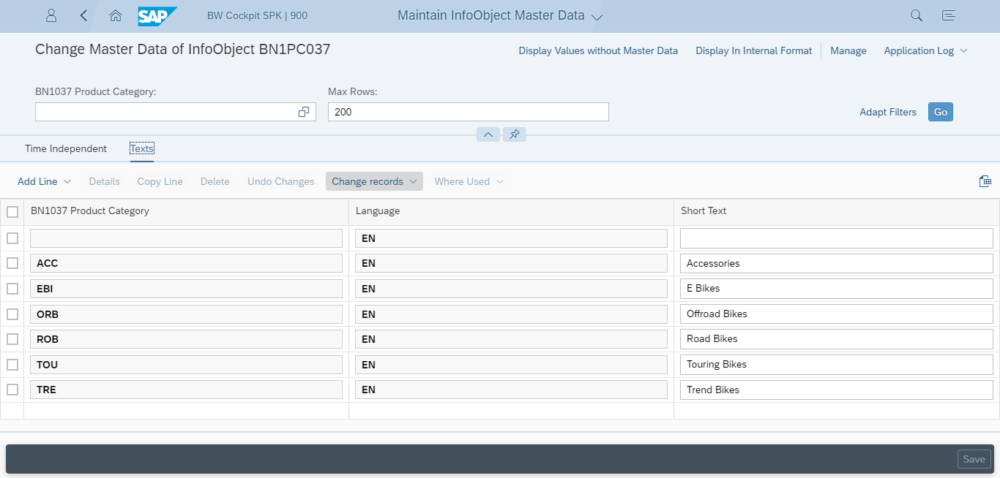 SAP BW Cockpit SPK | 900 Maintain InfoObject Master Data
Change Master Data of InfoObject BN1PC037
Display Values without Master Data Display In Internal Format Manage Application Log
BN1037 Product Category: Max Rows:
200 Adapt Filters Go
Time Independent Texts
Add Line Details Copy Line Delete Undo Changes Change records Where Used
BN1037 Product Category Language Short Text
EN
ACC EN Accessories
EBI EN E Bikes
ORB EN Offroad Bikes
ROB EN Road Bikes
TOU EN Touring Bikes
TRE EN Trend Bikes
Save